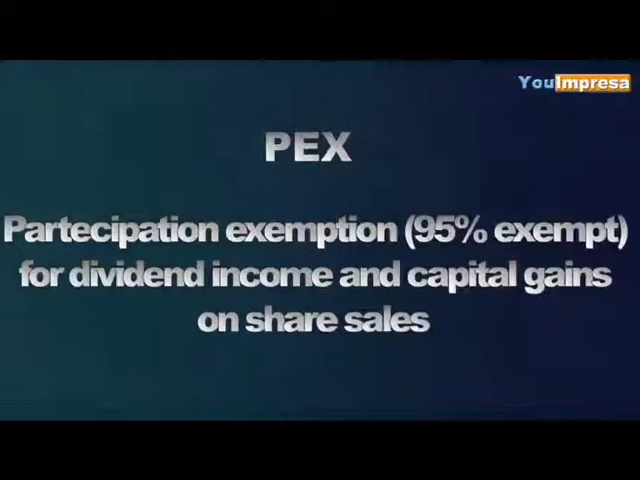 YouImpresa
PEX
Partecipation exemption (95% exempt)
for dividend income and capital gains
on share sales